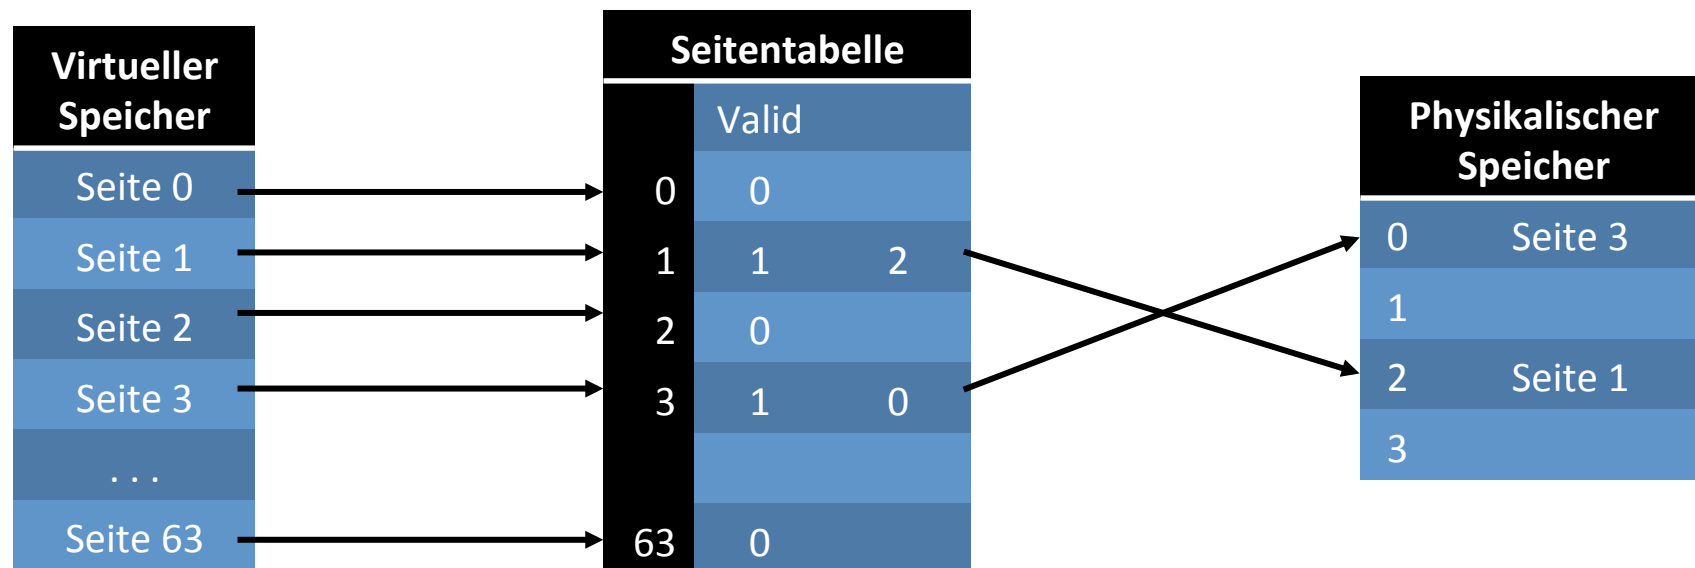 Virtueller
Speicher
Seite 0
Seite 1
Seite 2
Seite 3
. . .
Seite 63
Seitentabelle
Valid
0 0
1 1 2
2 0
3 1 0
63 0
Physikalischer
Speicher
0 Seite 3
1
2 Seite 1
3